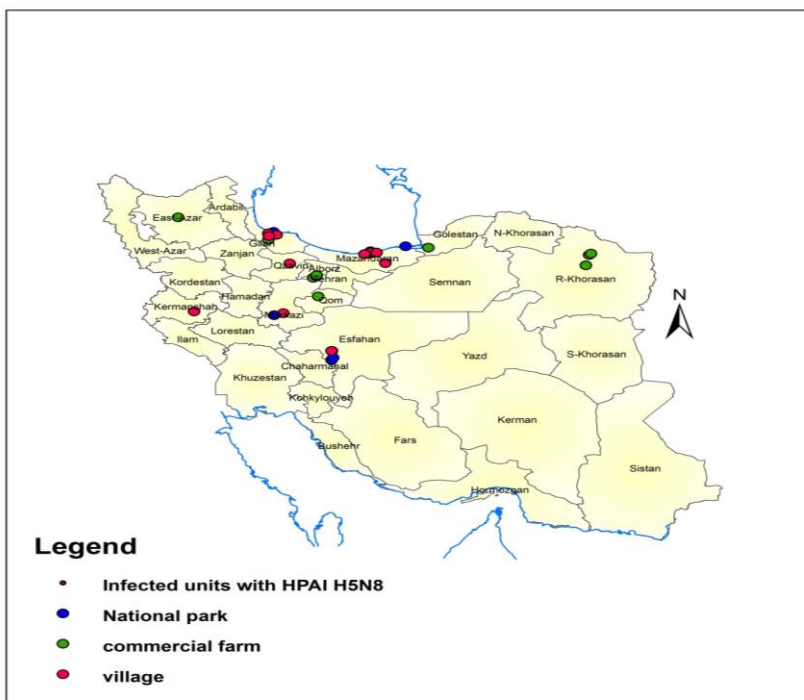 Ardabil
East-Azar
N-Khorasan
Golestan
Gilan
West-Azar
Zanjan
Mazandaran
Qazvin
Alborz
Tehran
Semnan
R-Khorasan
Kordestan
Hamadan
Qom
N
Kermanshah
Markazi
Lorestan
Ilam
Esfahan
Yazd
S-Khorasan
Chaharmahal
Khuzestan
Kohkylouyeh
Kerman
Fars
Bushehr
Sistan
Hormozgan
Legend
Infected units with HPAI H5N8
National park
commercial farm
village